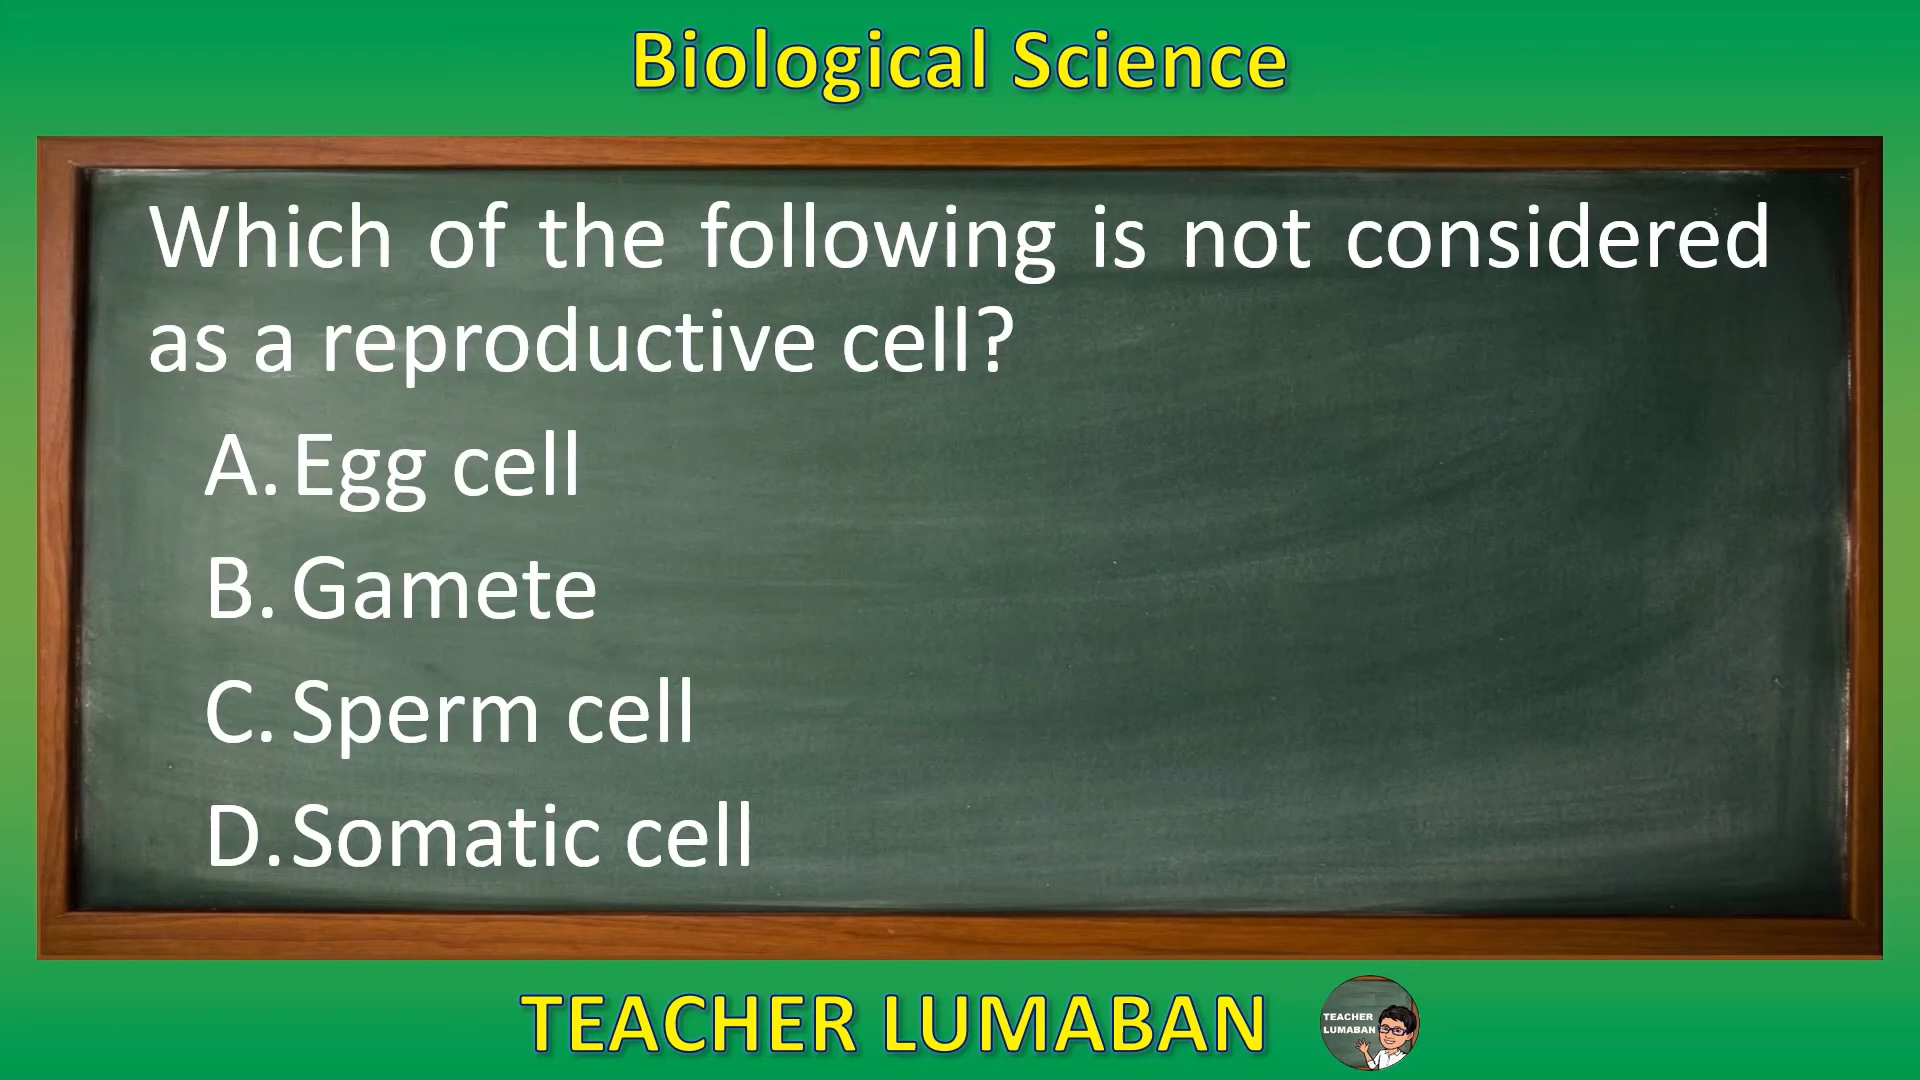 Biological Science
Which of the following is not considered
as a reproductive cell?
A. Egg cell
B. Gamete
C. Sperm cell
D. Somatic cell
TEACHER LUMABAN
TEACHER
LUMABAN